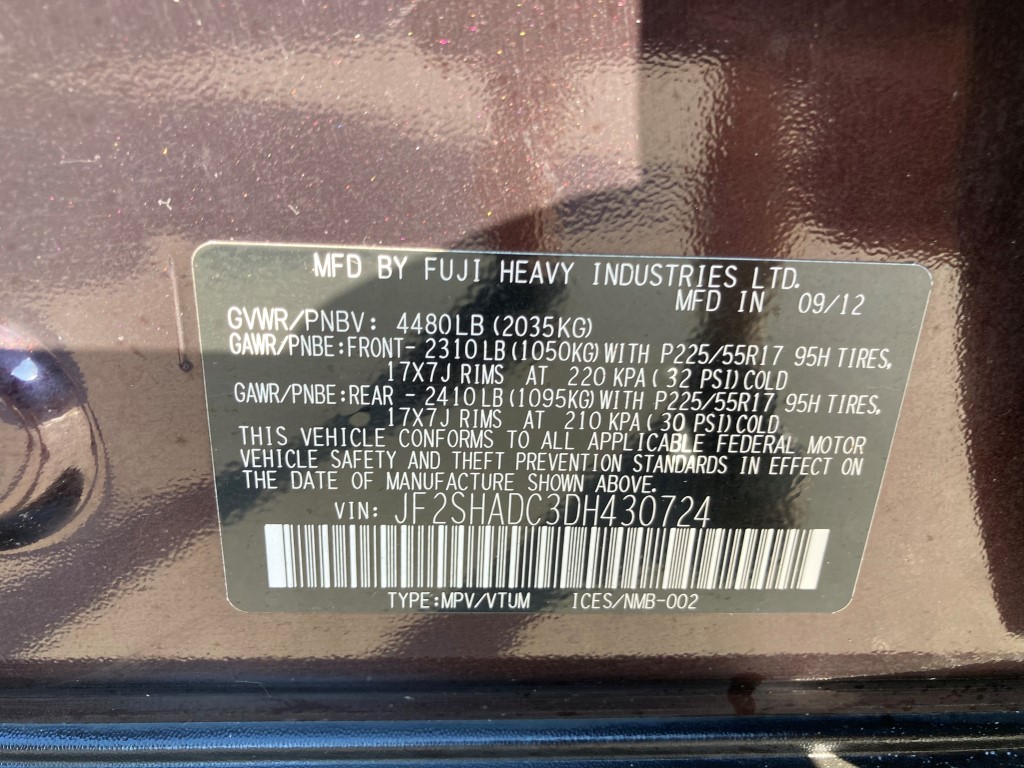 MFD BY FUJI HEAVY INDUSTRIES LTD.
MFD IN 09/12
GVWR/PNBV: 4480LB (2035KG)
GAWR/PNBE:FRONT- 2310LB (1050KG) WITH P225/55R17 95H TIRES,
17X7J RIMS AT 220 KPA ( 32 PSI) COLD
GAWR/PNBE:REAR - 2410LB (1095KG) WITH P225/55R17 95H TIRES,
17X7J RIMS AT 210 KPA ( 30 PSI) COLD.
THIS VEHICLE CONFORMS TO ALL APPLICABLE FEDERAL MOTOR
VEHICLE SAFETY AND THEFT PREVENTION STANDARDS IN EFFECT ON
THE DATE OF MANUFACTURE SHOWN ABOVE.
VIN: JF2SHADC3DH430724
TYPE:MPV/VTUM ICES/NMB-002